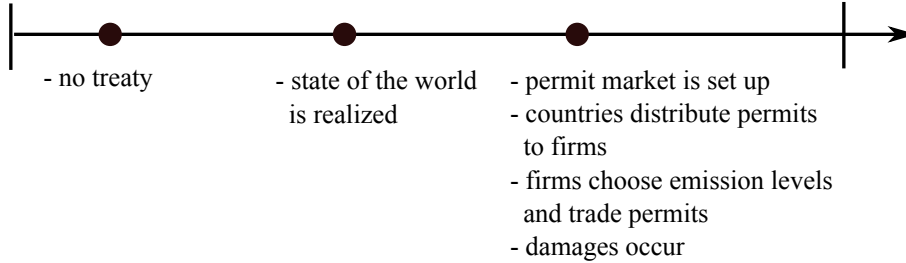 - no treaty
- state of the world
is realized
- permit market is set up
- countries distribute permits
to firms
- firms choose emission levels
and trade permits
- damages occur